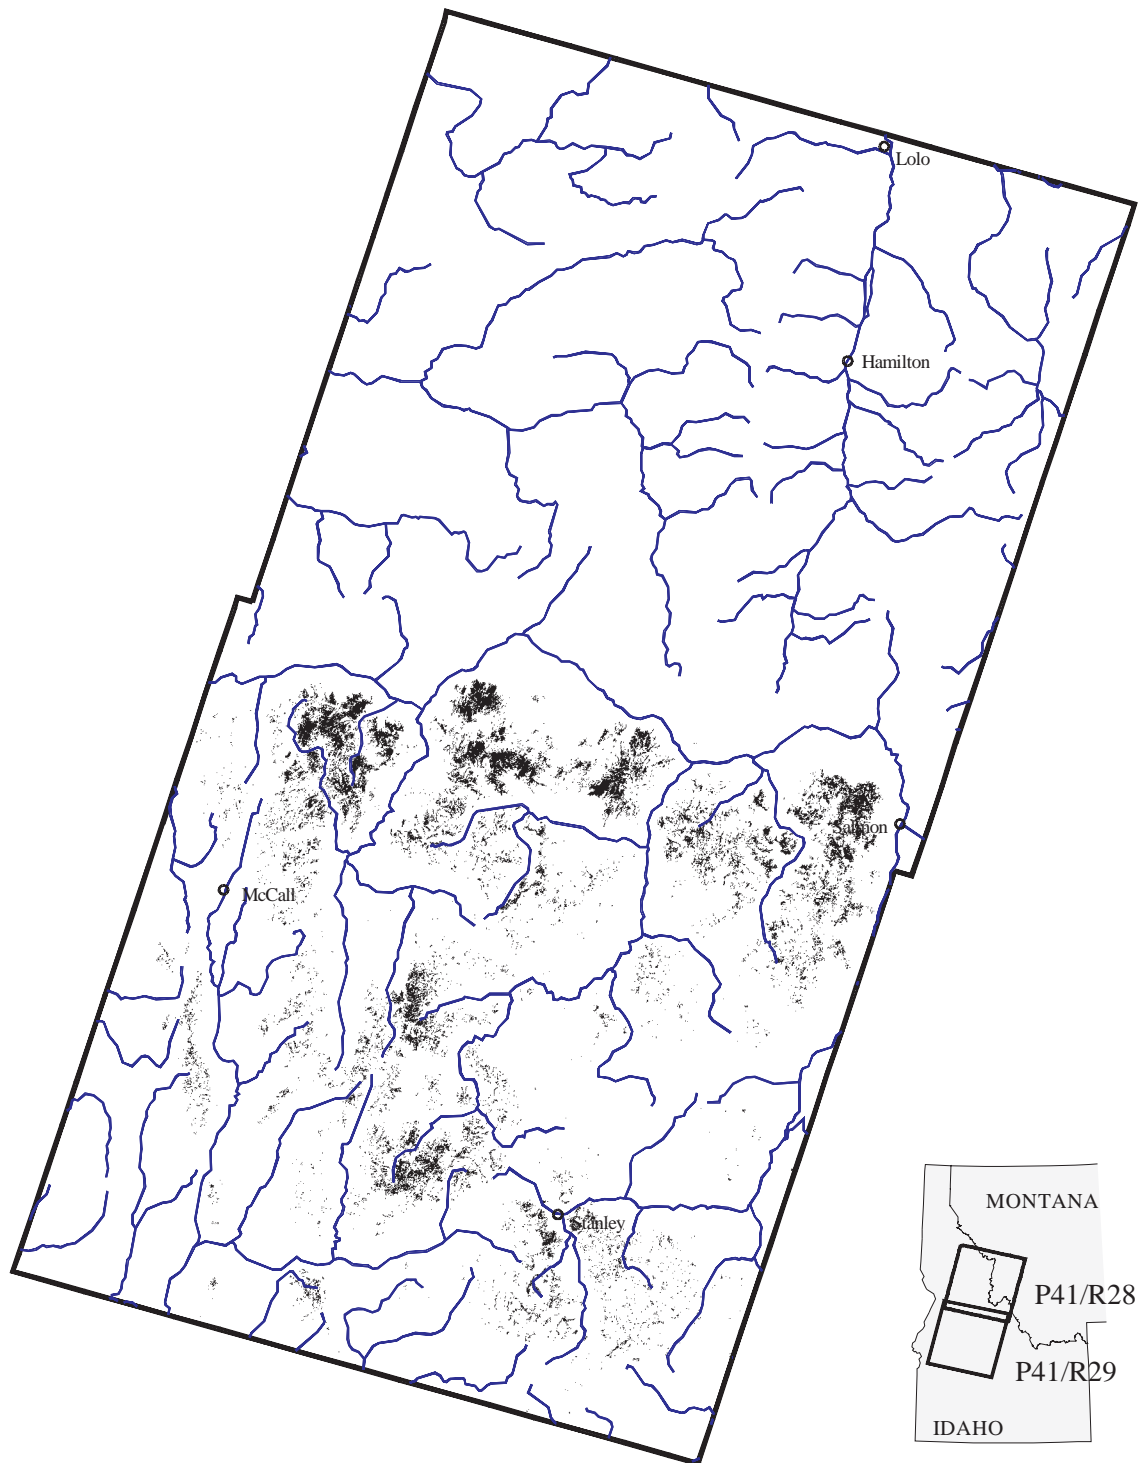 Lolo
Hamilton
Salmon
McCall
Stanley
MONTANA
P41/R28
P41/R29
IDAHO